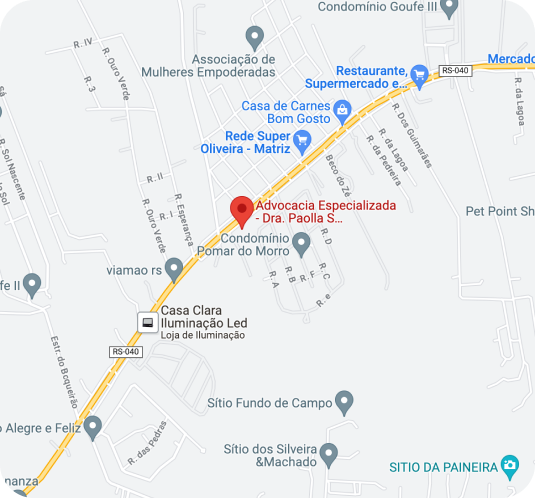 Condomínio Goufe III
R. IV
R. Ouro Verde
R. 3
Associação de
Mulheres Empoderadas
Mercado
RS-040
Restaurante,
Supermercado e...
R. da Lagoa
Casa de Carnes
Bom Gosto
R. Dcs Guimarães
R. da Lagoa
R. da Pedreira
Rede Super
Oliveira - Matriz
R. Sol Nascente
Beco do Zé
R. II
R. Esperança
R. Ouro Verde
R. I
Advocacia Especializada
- Dra. Paolla S...
Pet Point Sh
Condomínio
Pomar do Morro
R. D
R. C
R. F
R. B
R. A
R. e
viamao rs
fe II
Casa Clara
Iluminação Led
Loja de Iluminação
RS-040
Estr. do Boqueirão
Sítio Fundo de Campo
Alegre e Feliz
R. das Pedras
Sítio dos Silveira
&Machado
SITIO DA PAINEIRA
nanza